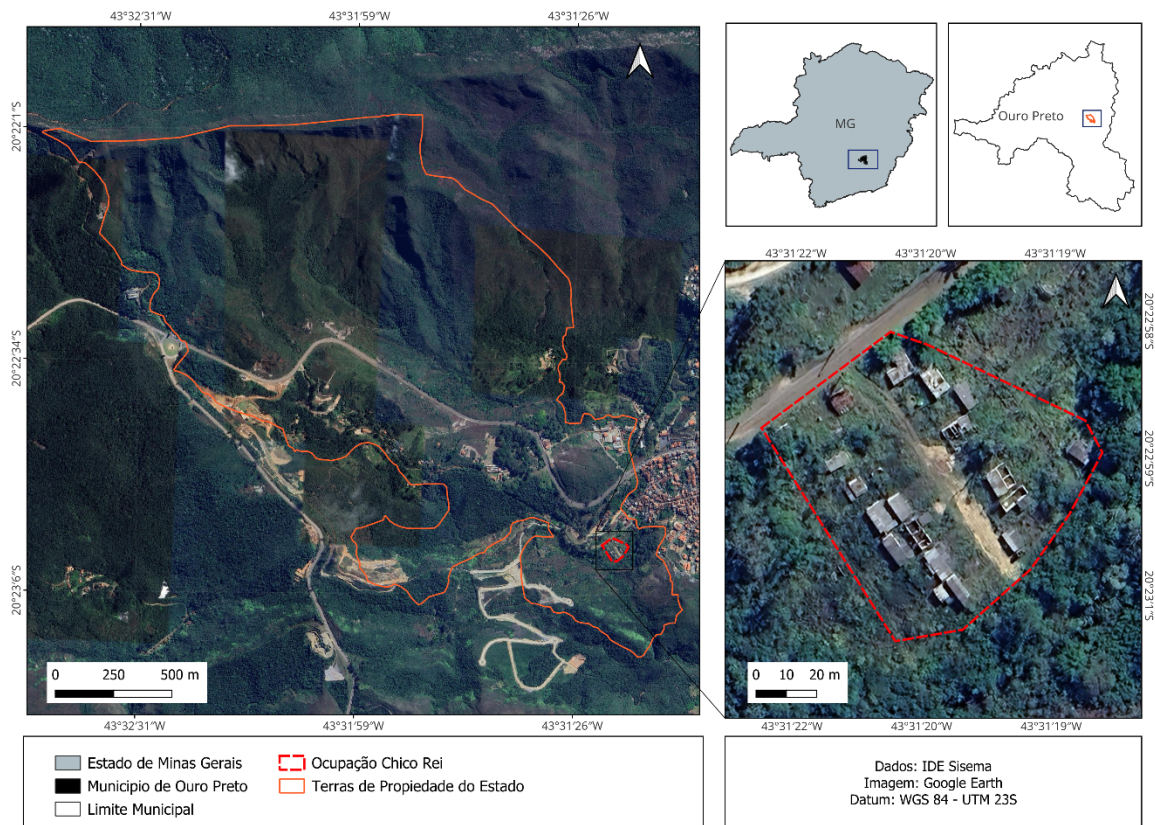 43°32'31"W 43°31'59"W 43°31'26"W
20°22'1"S
20°22'34"S
20°23'6"S
0 250 500 m
43°32'31"W 43°31'59"W 43°31'26"W
MG
Ouro Preto
43°31'22"W 43°31'20"W 43°31'19"W
20°22'58"S
20°22'59"S
20°23'1"S
0 10 20 m
43°31'22"W 43°31'20"W 43°31'19"W
Estado de Minas Gerais
Municipio de Ouro Preto
Limite Municipal
Ocupação Chico Rei
Terras de Propiedade do Estado
Dados: IDE Sisema
Imagem: Google Earth
Datum: WGS 84 - UTM 23S